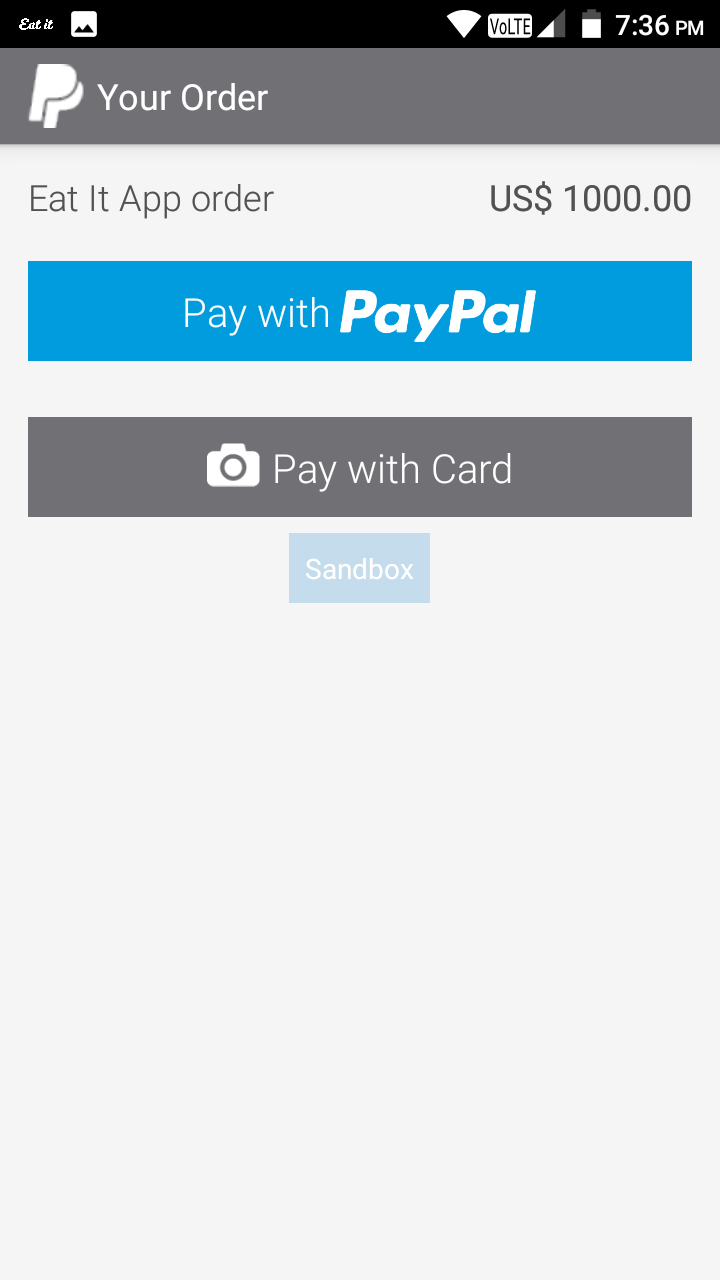 Eat it VoLTE 7:36 PM
Your Order
Eat It App order US$ 1000.00
Pay with PayPal
Pay with Card
Sandbox